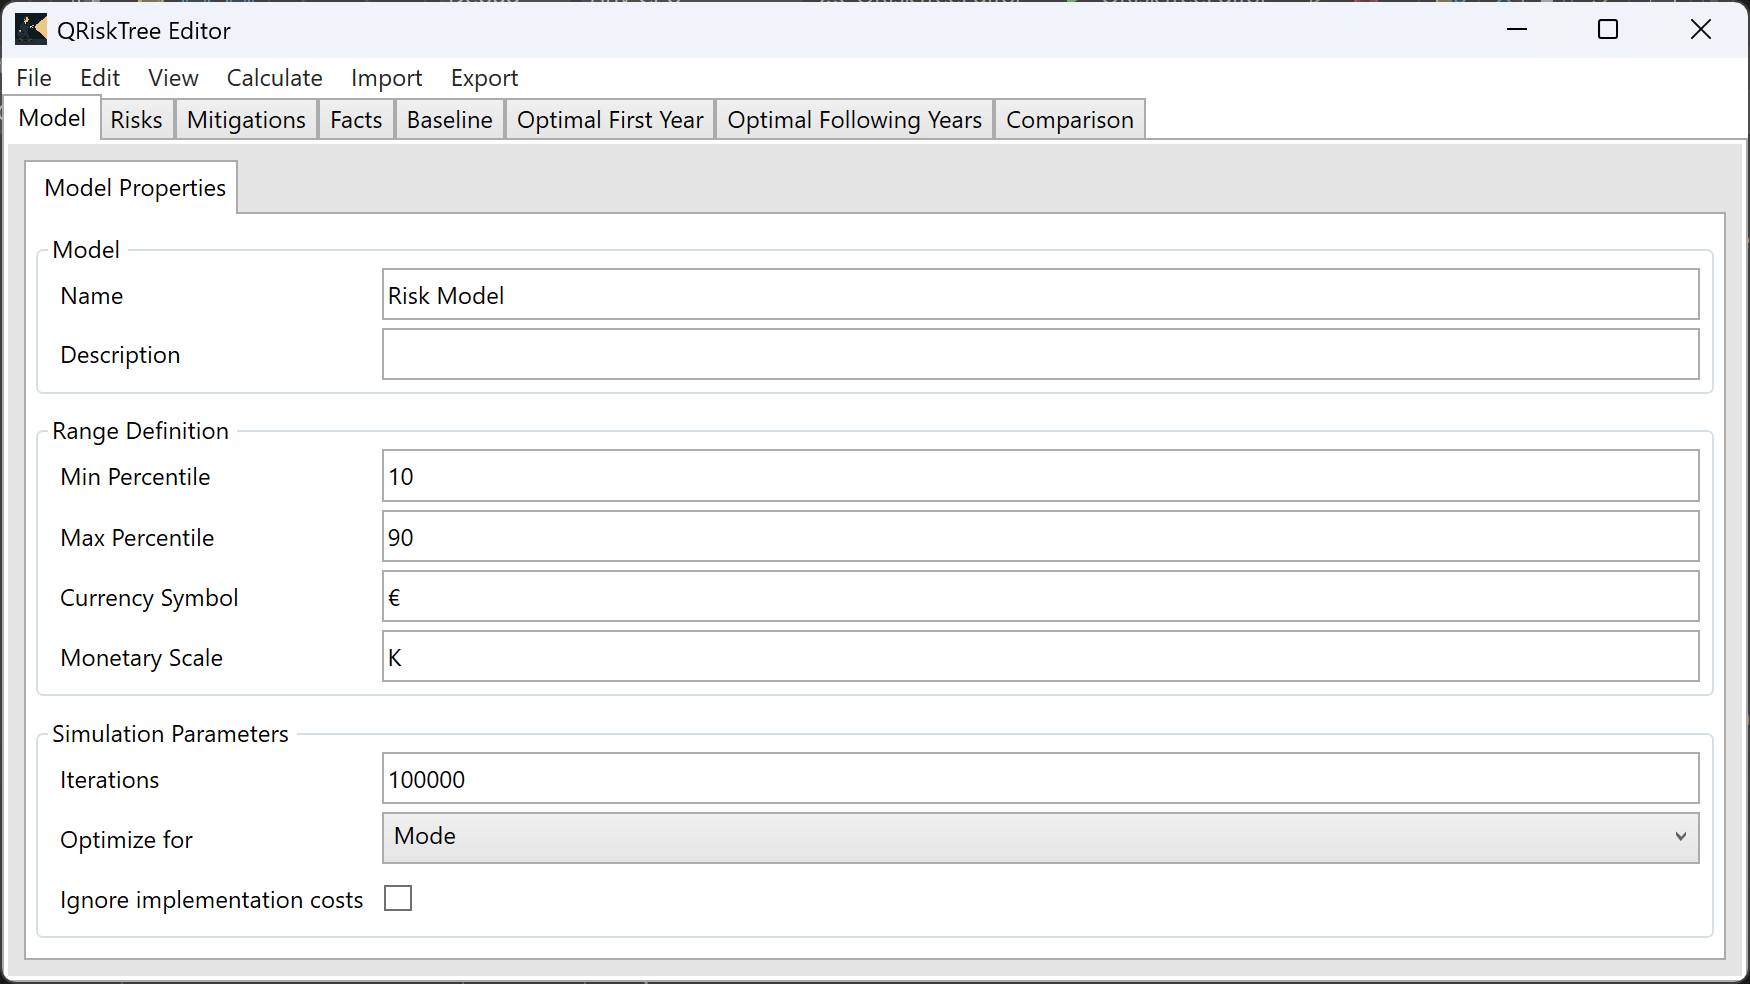 QRiskTree Editor
File Edit View Calculate Import Export
Model Risks Mitigations Facts Baseline Optimal First Year Optimal Following Years Comparison
Model Properties
Model
Name Risk Model
Description
Range Definition
Min Percentile 10
Max Percentile 90
Currency Symbol €
Monetary Scale K
Simulation Parameters
Iterations 100000
Optimize for Mode
Ignore implementation costs